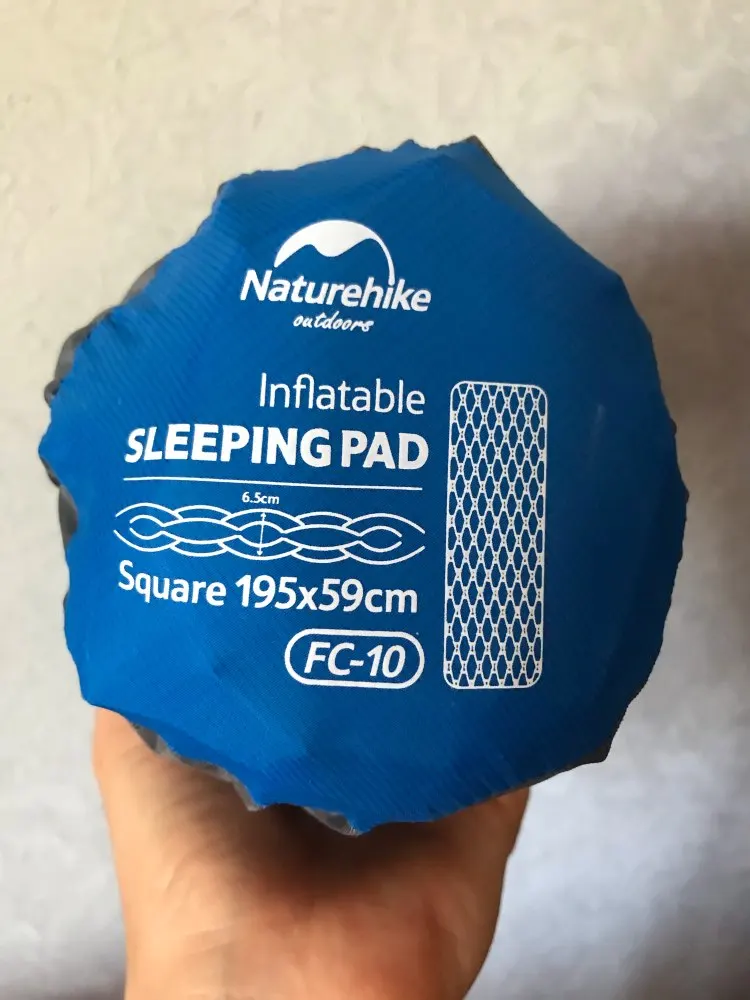 Naturehike
outdoors
Inflatable
SLEEPING PAD
6.5cm
Square 195x59cm
FC-10